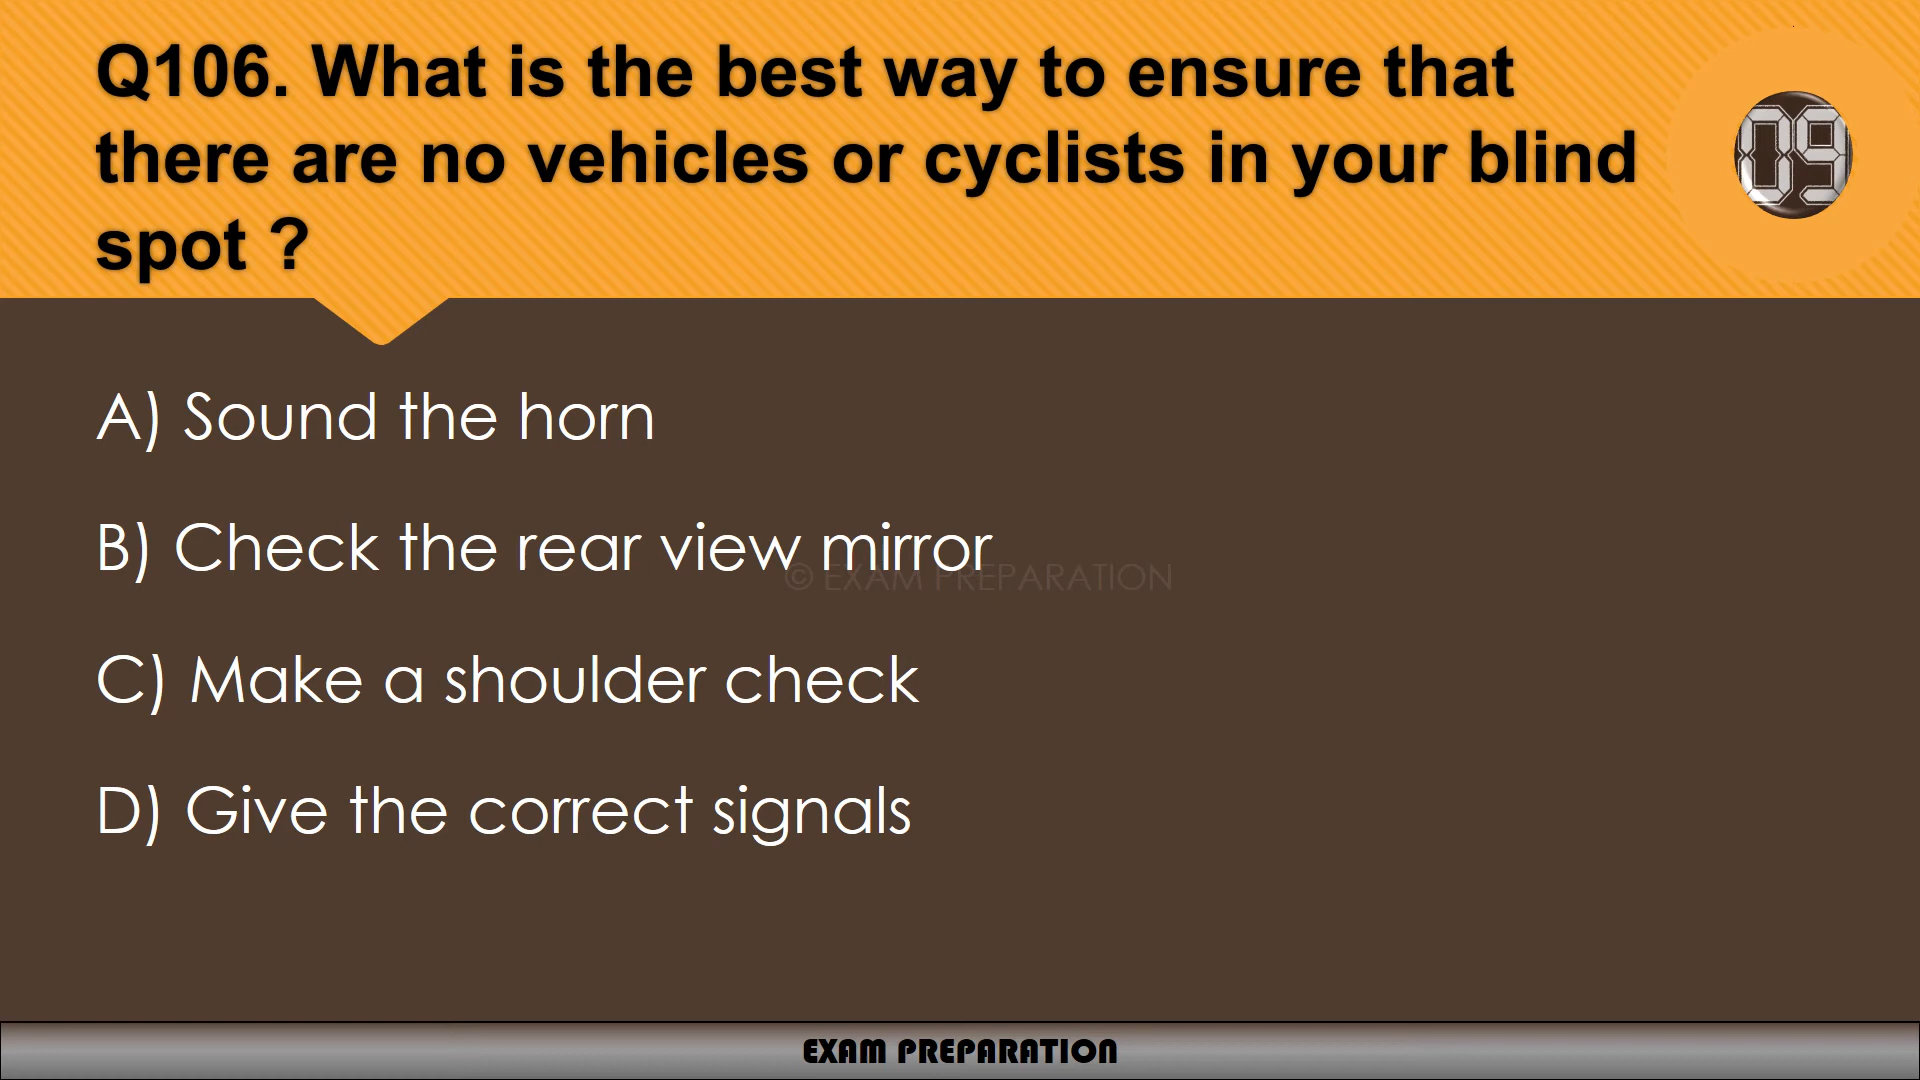 Q106. What is the best way to ensure that
there are no vehicles or cyclists in your blind
spot ?
09
A) Sound the horn
B) Check the rear view mirror
© EXAM PREPARATION
C) Make a shoulder check
D) Give the correct signals
EXAM PREPARATION